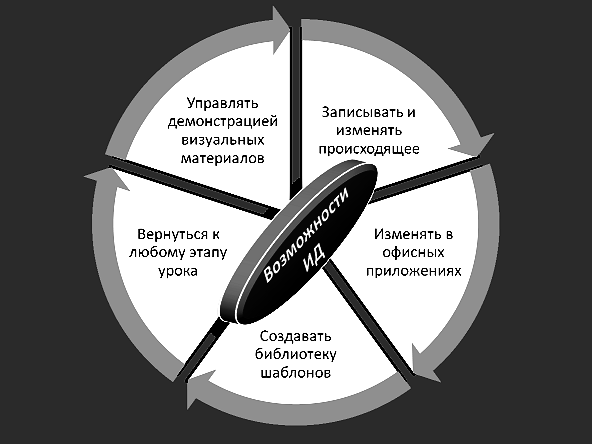 Управлять
демонстрацией
визуальных
материалов
Записывать и
изменять
происходящее
Изменять в
офисных
приложениях
Создавать
библиотеку
шаблонов
Вернуться к
любому этапу
урока
Возможности
ИД